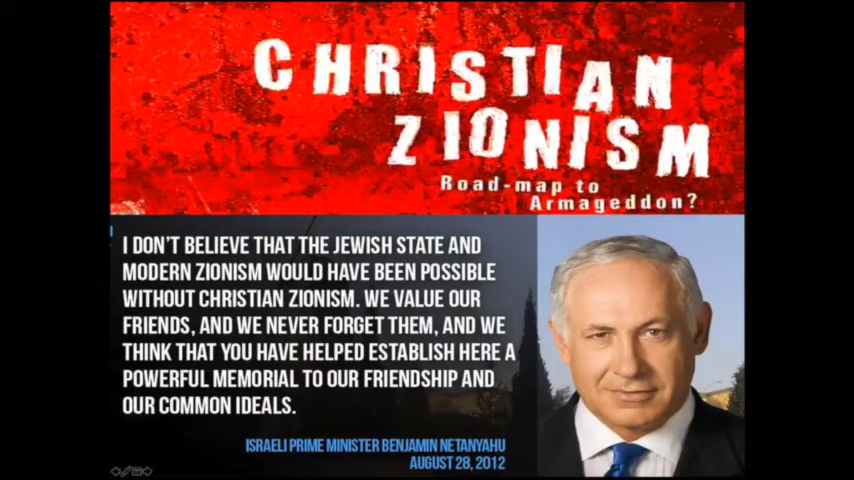 CHRISTIAN
ZIONISM
Road-map to
Armageddon?
I DON'T BELIEVE THAT THE JEWISH STATE AND
MODERN ZIONISM WOULD HAVE BEEN POSSIBLE
WITHOUT CHRISTIAN ZIONISM. WE VALUE OUR
FRIENDS, AND WE NEVER FORGET THEM, AND WE
THINK THAT YOU HAVE HELPED ESTABLISH HERE A
POWERFUL MEMORIAL TO OUR FRIENDSHIP AND
OUR COMMON IDEALS.
ISRAELI PRIME MINISTER BENJAMIN NETANYAHU
AUGUST 28, 2012